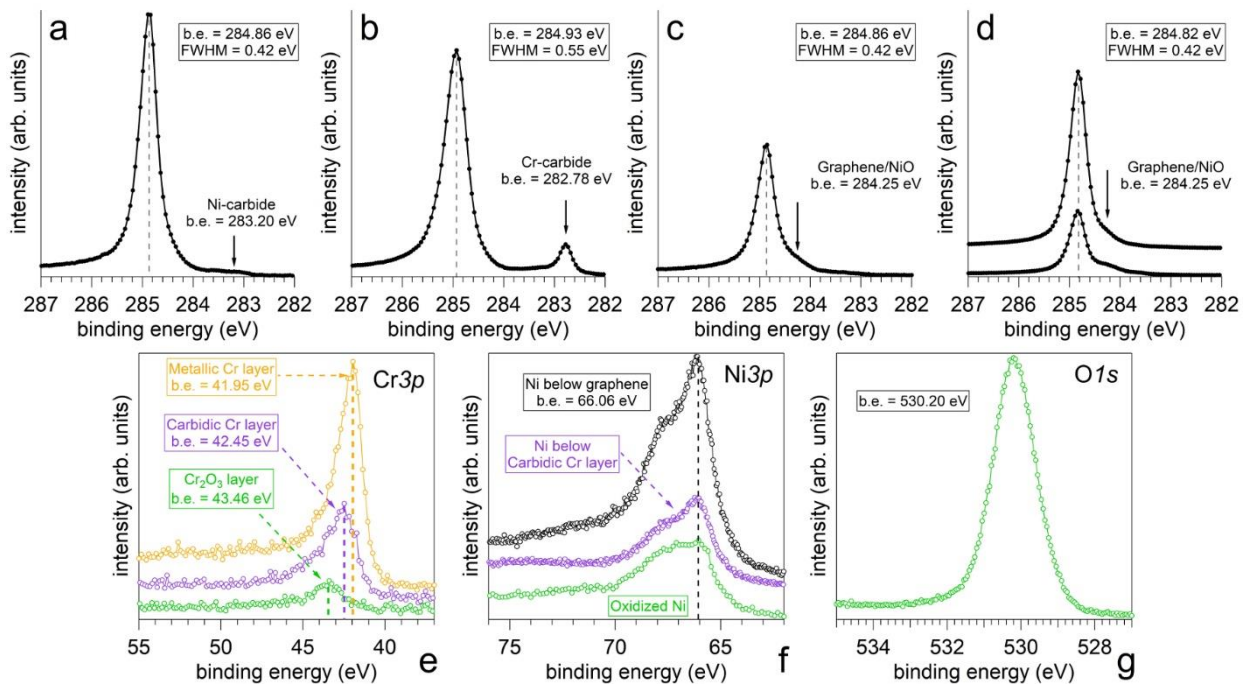 a
b.e. = 284.86 eV
FWHM = 0.42 eV
Ni-carbide
b.e. = 283.20 eV
intensity (arb. units)
287 286 285 284 283 282
binding energy (eV)
b
b.e. = 284.93 eV
FWHM = 0.55 eV
Cr-carbide
b.e. = 282.78 eV
intensity (arb. units)
287 286 285 284 283 282
binding energy (eV)
c
b.e. = 284.86 eV
FWHM = 0.42 eV
Graphene/NiO
b.e. = 284.25 eV
intensity (arb. units)
287 286 285 284 283 282
binding energy (eV)
d
b.e. = 284.82 eV
FWHM = 0.42 eV
Graphene/NiO
b.e. = 284.25 eV
intensity (arb. units)
287 286 285 284 283 282
binding energy (eV)
Metallic Cr layer
b.e. = 41.95 eV
Cr3p
Carbidic Cr layer
b.e. = 42.45 eV
Cr₂O₃ layer
b.e. = 43.46 eV
intensity (arb. units)
55 50 45 40
binding energy (eV)
e
Ni below graphene
b.e. = 66.06 eV
Ni3p
Ni below
Carbidic Cr layer
Oxidized Ni
intensity (arb. units)
75 70 65
binding energy (eV)
f
b.e. = 530.20 eV
O1s
intensity (arb. units)
534 532 530 528
binding energy (eV)
g